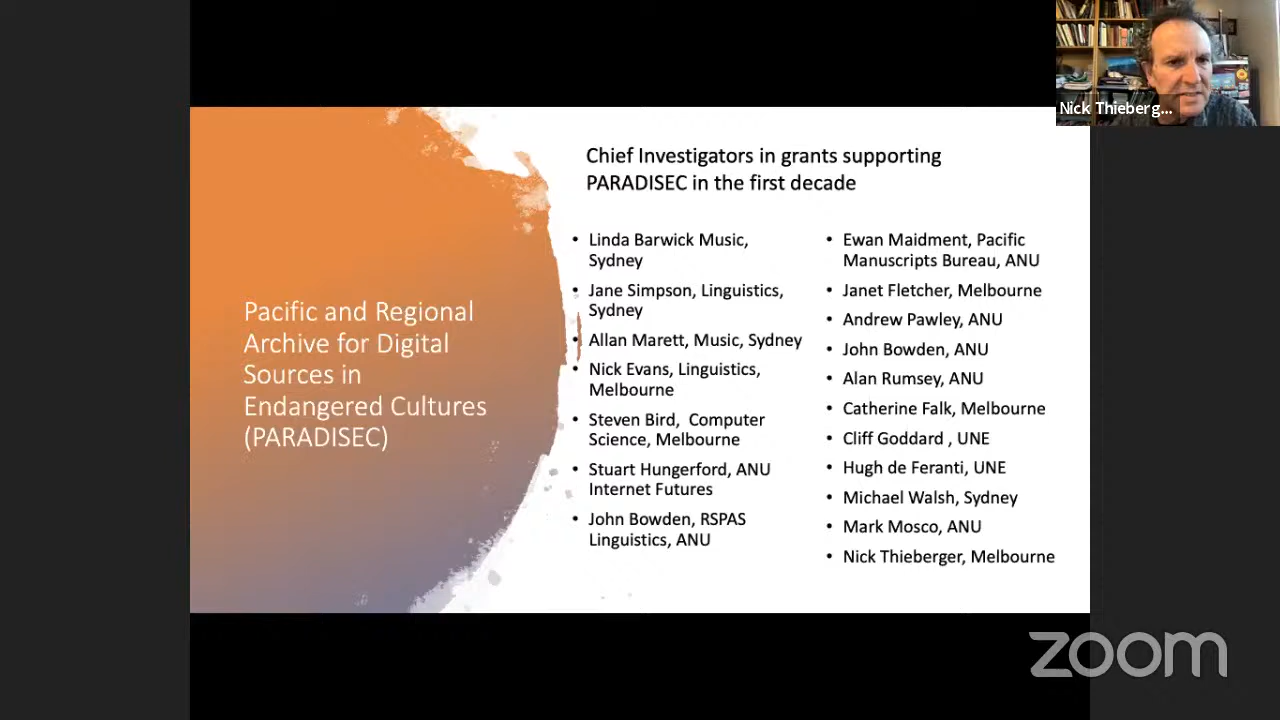 Nick Thieberg...
Chief Investigators in grants supporting
PARADISEC in the first decade
Pacific and Regional
Archive for Digital
Sources in
Endangered Cultures
(PARADISEC)
• Linda Barwick Music,
Sydney
• Jane Simpson, Linguistics,
Sydney
• Allan Marett, Music, Sydney
• Nick Evans, Linguistics,
Melbourne
• Steven Bird, Computer
Science, Melbourne
• Stuart Hungerford, ANU
Internet Futures
• John Bowden, RSPAS
Linguistics, ANU
• Ewan Maidment, Pacific
Manuscripts Bureau, ANU
• Janet Fletcher, Melbourne
• Andrew Pawley, ANU
• John Bowden, ANU
• Alan Rumsey, ANU
• Catherine Falk, Melbourne
• Cliff Goddard , UNE
• Hugh de Feranti, UNE
• Michael Walsh, Sydney
• Mark Mosco, ANU
• Nick Thieberger, Melbourne
zoom